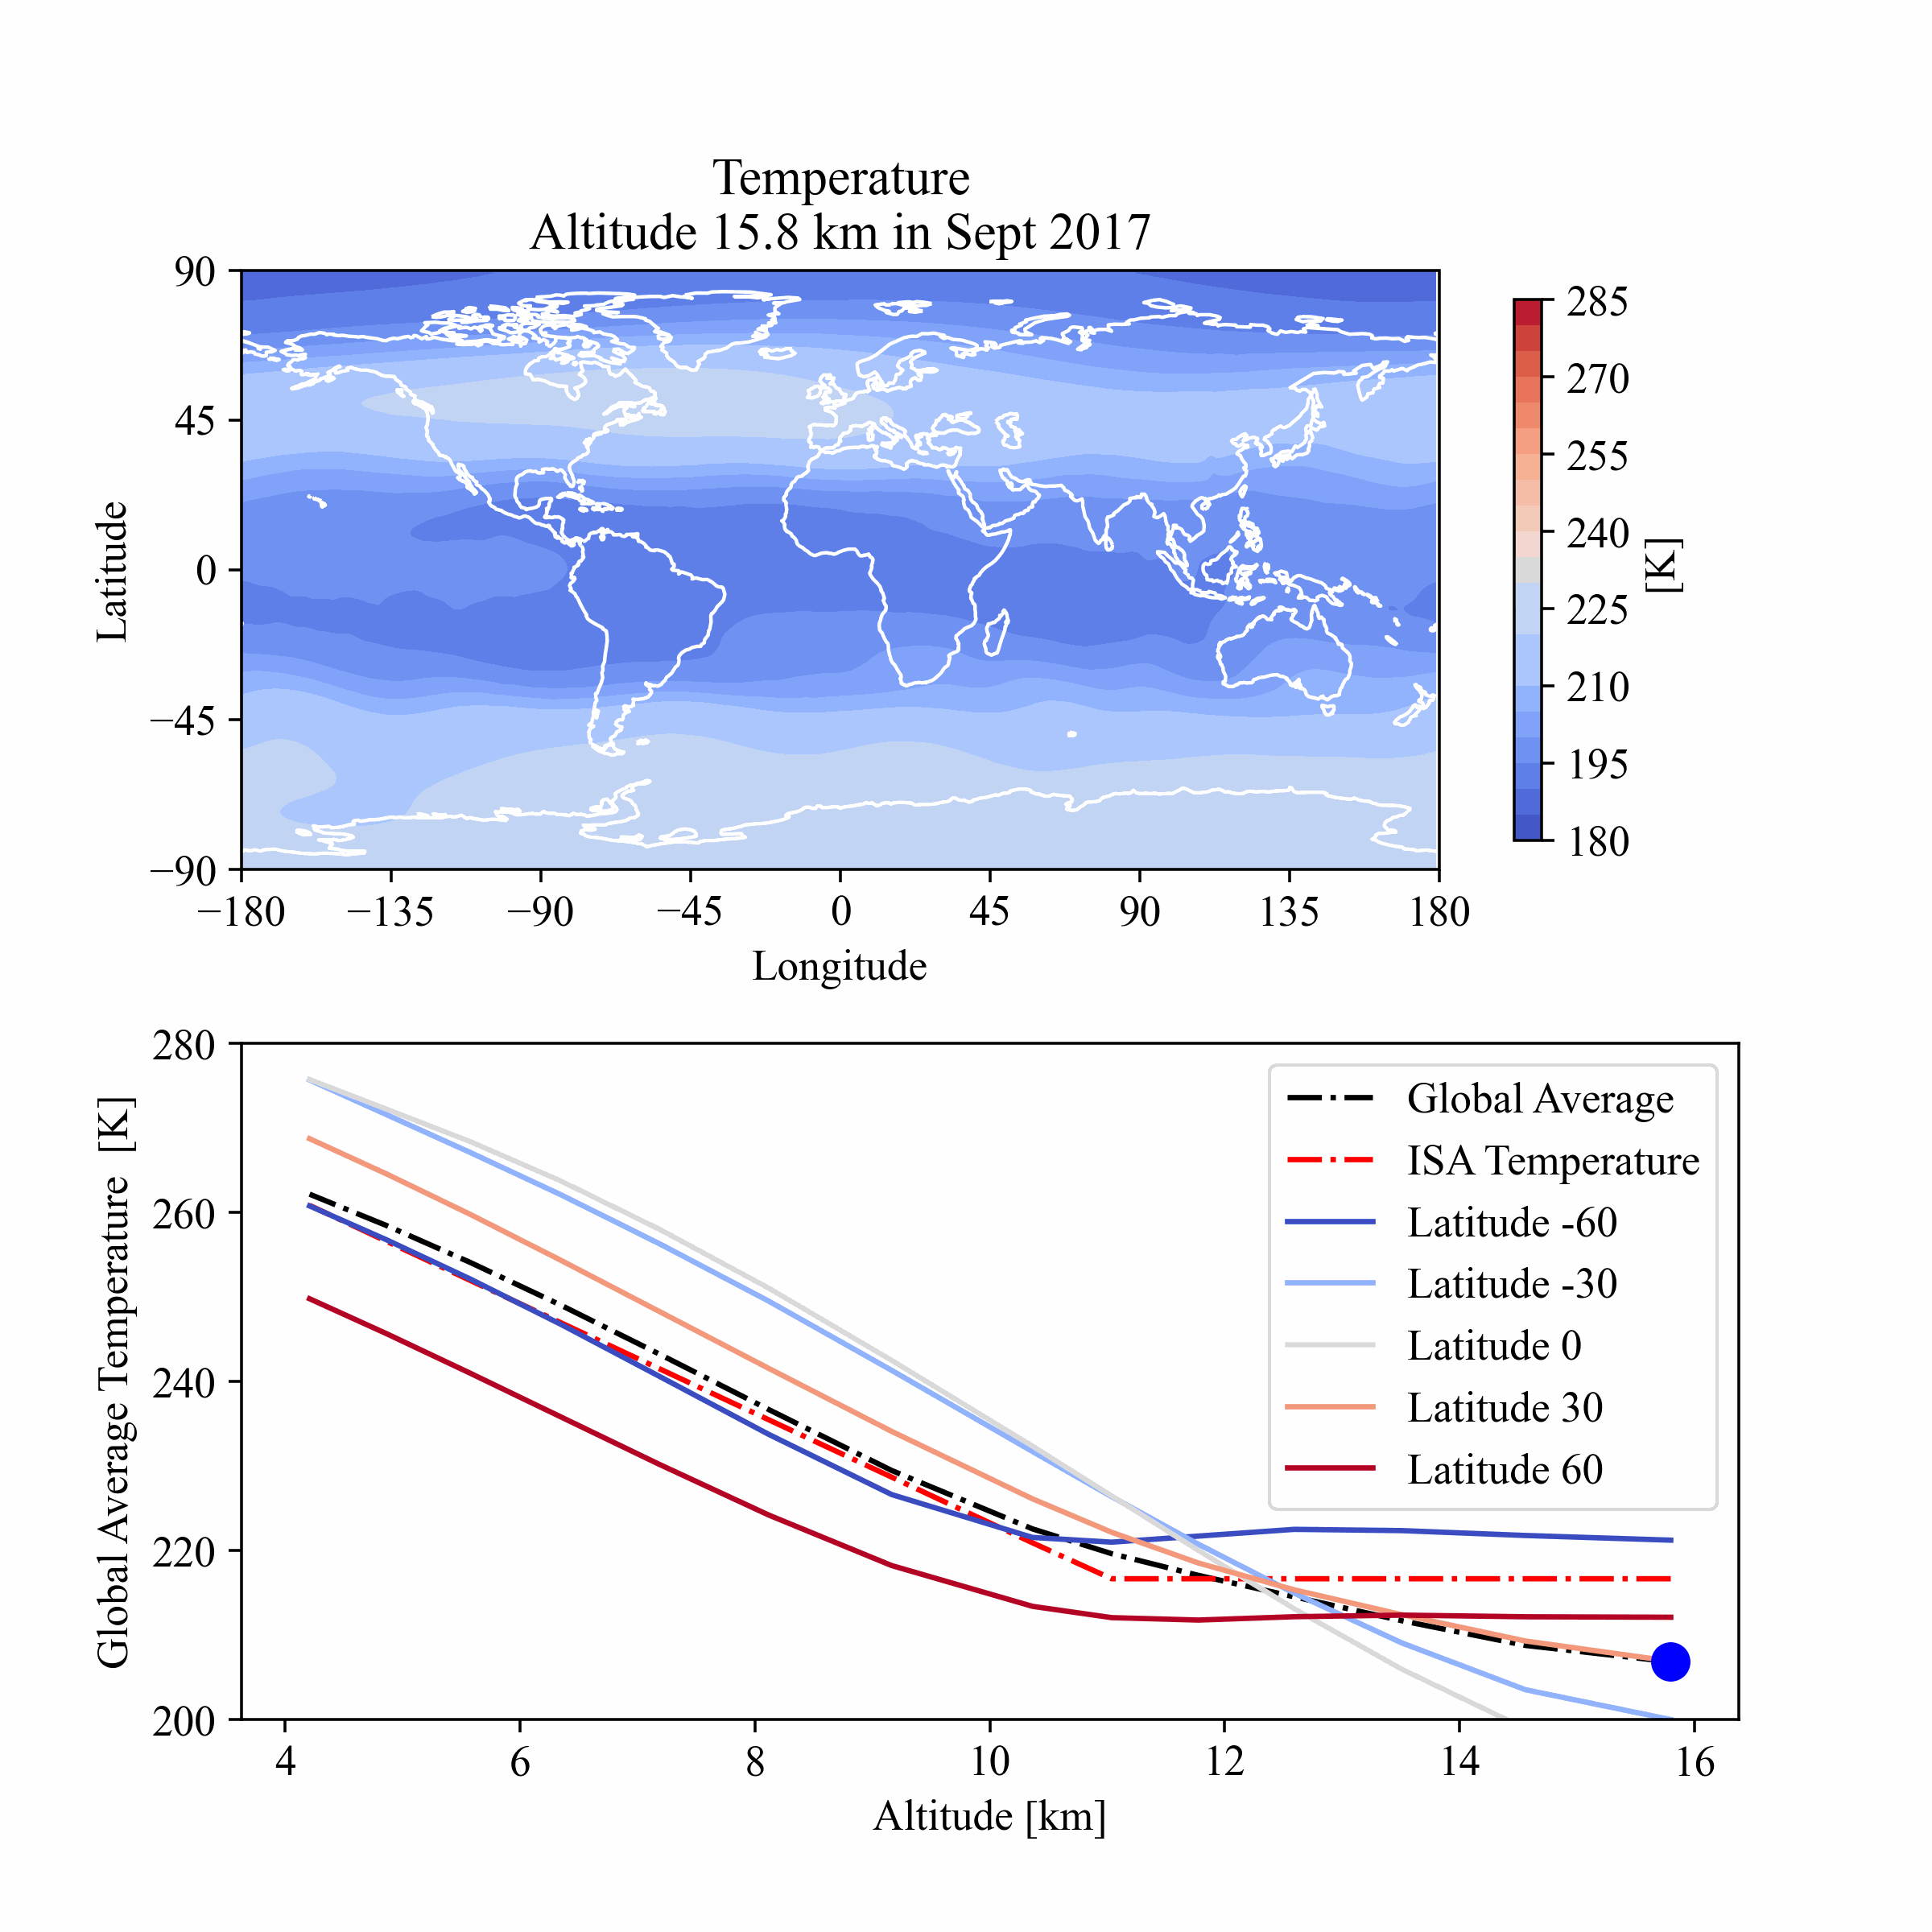 Temperature
Altitude 15.8 km in Sept 2017
90
45
0
−45
−90
Latitude
−180 −135 −90 −45 0 45 90 135 180
Longitude
285
270
255
240
225
210
195
180
[K]
280
260
240
220
200
Global Average Temperature [K]
Global Average
ISA Temperature
Latitude -60
Latitude -30
Latitude 0
Latitude 30
Latitude 60
4 6 8 10 12 14 16
Altitude [km]